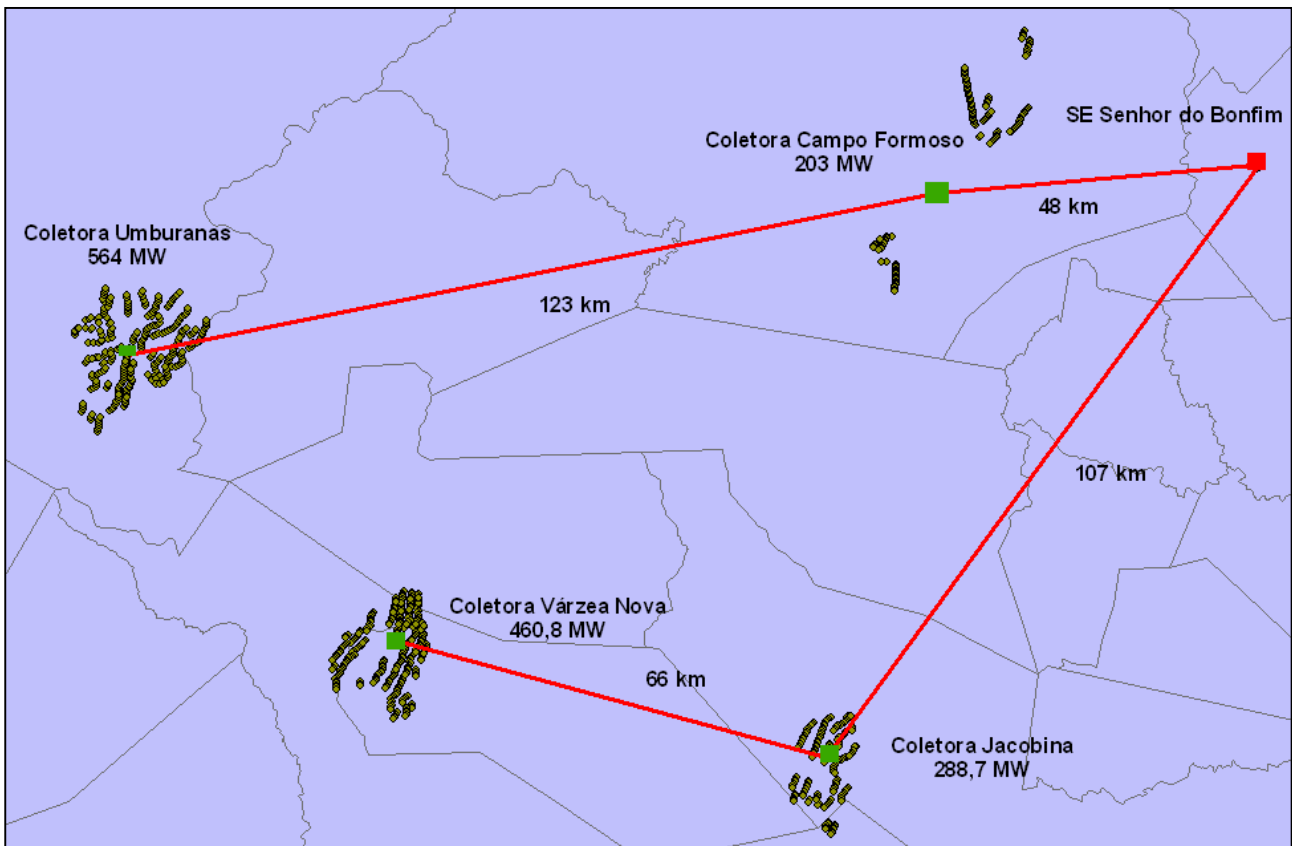 SE Senhor do Bonfim
Coletora Campo Formoso
203 MW
48 km
Coletora Umburanas
564 MW
123 km
107 km
Coletora Várzea Nova
460,8 MW
66 km
Coletora Jacobina
288,7 MW